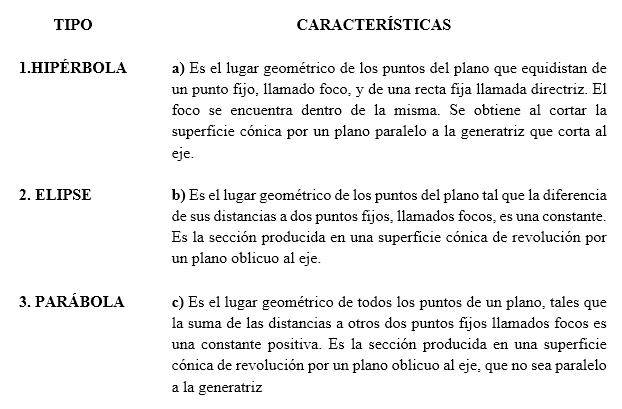 TIPO CARACTERÍSTICAS
1.HIPÉRBOLA a) Es el lugar geométrico de los puntos del plano que equidistan de
un punto fijo, llamado foco, y de una recta fija llamada directriz. El
foco se encuentra dentro de la misma. Se obtiene al cortar la
superficie cónica por un plano paralelo a la generatriz que corta al
eje.
2. ELIPSE b) Es el lugar geométrico de los puntos del plano tal que la diferencia
de sus distancias a dos puntos fijos, llamados focos, es una constante.
Es la sección producida en una superficie cónica de revolución por
un plano oblicuo al eje.
3. PARÁBOLA c) Es el lugar geométrico de todos los puntos de un plano, tales que
la suma de las distancias a otros dos puntos fijos llamados focos es
una constante positiva. Es la sección producida en una superficie
cónica de revolución por un plano oblicuo al eje, que no sea paralelo
a la generatriz